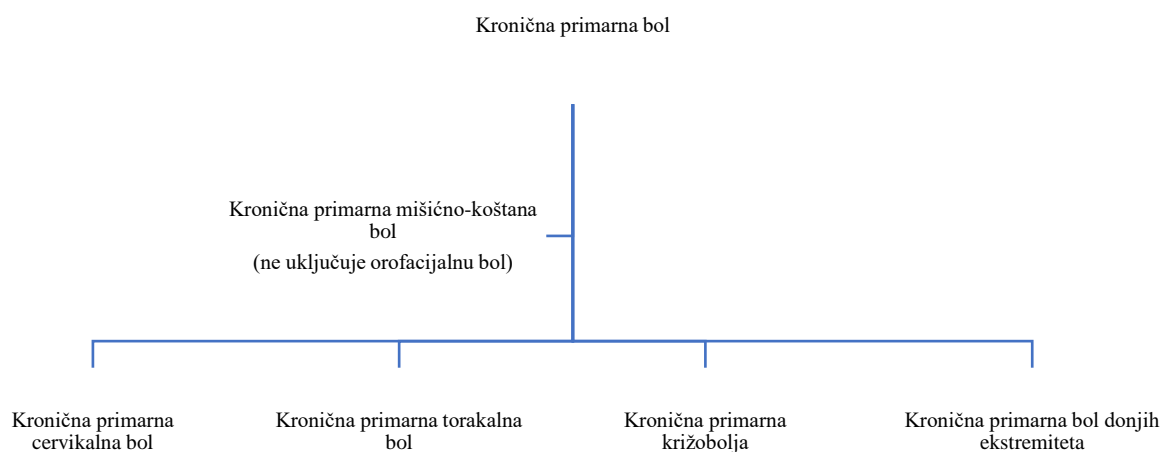 Kronična primarna bol
Kronična primarna mišićno-koštana
bol
(ne uključuje orofacijalnu bol)
Kronična primarna
cervikalna bol
Kronična primarna torakalna
bol
Kronična primarna
križobolja
Kronična primarna bol donjih
ekstremiteta